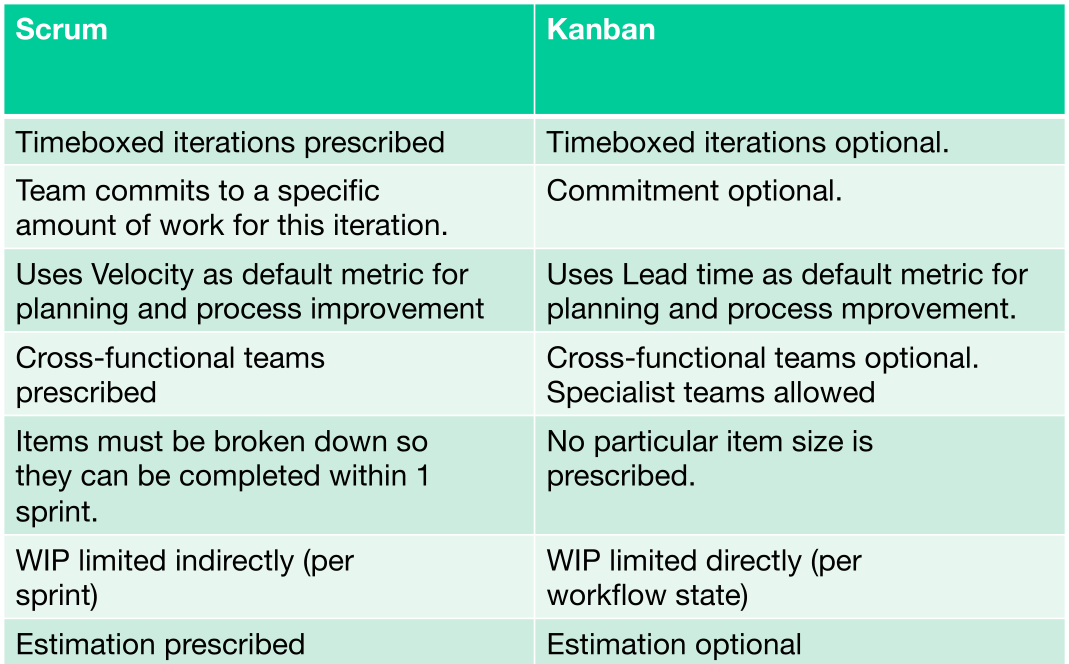 Scrum
Kanban
Timeboxed iterations prescribed
Timeboxed iterations optional.
Team commits to a specific
amount of work for this iteration.
Commitment optional.
Uses Velocity as default metric for
planning and process improvement
Uses Lead time as default metric for
planning and process mprovement.
Cross-functional teams
prescribed
Cross-functional teams optional.
Specialist teams allowed
Items must be broken down so
they can be completed within 1
sprint.
No particular item size is
prescribed.
WIP limited indirectly (per
sprint)
WIP limited directly (per
workflow state)
Estimation prescribed
Estimation optional